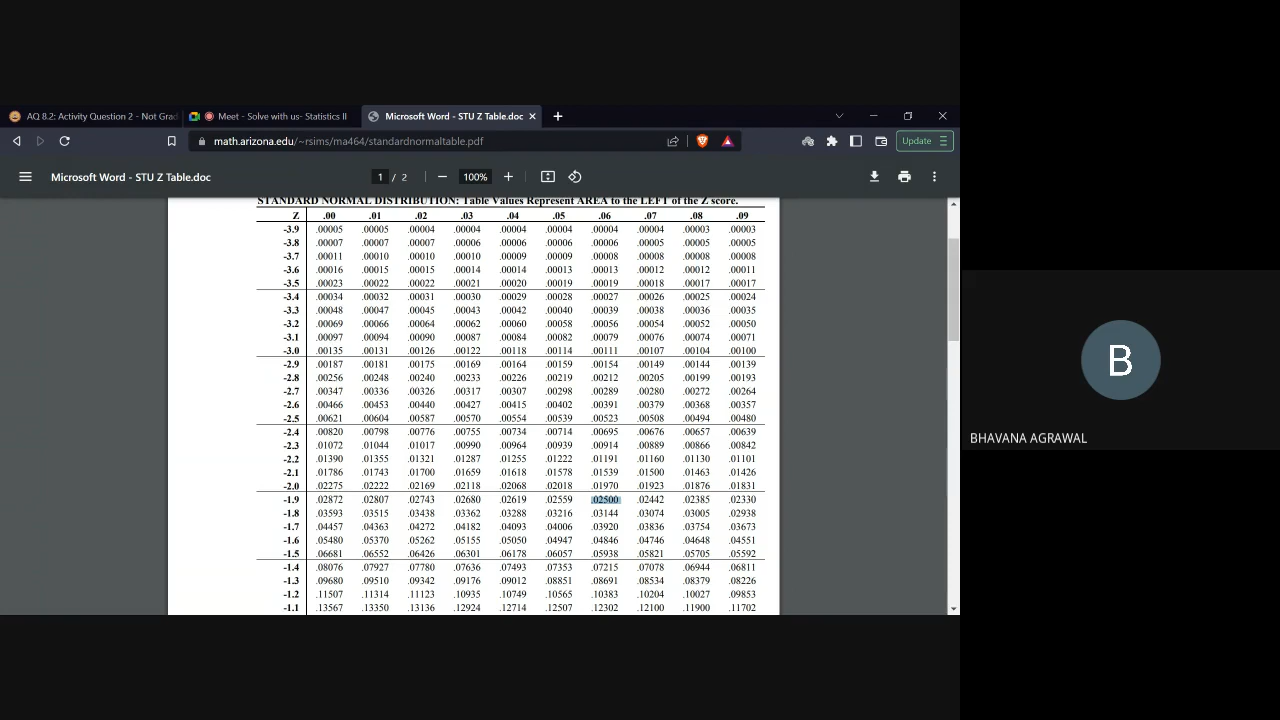 AQ 8.2: Activity Question 2 - Not Grad
Meet - Solve with us- Statistics II
Microsoft Word - STU Z Table.doc
math.arizona.edu/~rsims/ma464/standardnormaltable.pdf
Update
Microsoft Word - STU Z Table.doc
1 / 2
100%
STANDARD NORMAL DISTRIBUTION: Table Values Represent AREA to the LEFT of the Z score.
Z .00 .01 .02 .03 .04 .05 .06 .07 .08 .09
-3.9 .00005 .00005 .00004 .00004 .00004 .00004 .00004 .00004 .00003 .00003
-3.8 .00007 .00007 .00007 .00006 .00006 .00006 .00006 .00005 .00005 .00005
-3.7 .00011 .00010 .00010 .00010 .00009 .00009 .00008 .00008 .00008 .00008
-3.6 .00016 .00015 .00015 .00014 .00014 .00013 .00013 .00012 .00012 .00011
-3.5 .00023 .00022 .00022 .00021 .00020 .00019 .00019 .00018 .00017 .00017
-3.4 .00034 .00032 .00031 .00030 .00029 .00028 .00027 .00026 .00025 .00024
-3.3 .00048 .00047 .00045 .00043 .00042 .00040 .00039 .00038 .00036 .00035
-3.2 .00069 .00066 .00064 .00062 .00060 .00058 .00056 .00054 .00052 .00050
-3.1 .00097 .00094 .00090 .00087 .00084 .00082 .00079 .00076 .00074 .00071
-3.0 .00135 .00131 .00126 .00122 .00118 .00114 .00111 .00107 .00104 .00100
-2.9 .00187 .00181 .00175 .00169 .00164 .00159 .00154 .00149 .00144 .00139
-2.8 .00256 .00248 .00240 .00233 .00226 .00219 .00212 .00205 .00199 .00193
-2.7 .00347 .00336 .00326 .00317 .00307 .00298 .00289 .00280 .00272 .00264
-2.6 .00466 .00453 .00440 .00427 .00415 .00402 .00391 .00379 .00368 .00357
-2.5 .00621 .00604 .00587 .00570 .00554 .00539 .00523 .00508 .00494 .00480
-2.4 .00820 .00798 .00776 .00755 .00734 .00714 .00695 .00676 .00657 .00639
-2.3 .01072 .01044 .01017 .00990 .00964 .00939 .00914 .00889 .00866 .00842
-2.2 .01390 .01355 .01321 .01287 .01255 .01222 .01191 .01160 .01130 .01101
-2.1 .01786 .01743 .01700 .01659 .01618 .01578 .01539 .01500 .01463 .01426
-2.0 .02275 .02222 .02169 .02118 .02068 .02018 .01970 .01923 .01876 .01831
-1.9 .02872 .02807 .02743 .02680 .02619 .02559 .02500 .02442 .02385 .02330
-1.8 .03593 .03515 .03438 .03362 .03288 .03216 .03144 .03074 .03005 .02938
-1.7 .04457 .04363 .04272 .04182 .04093 .04006 .03920 .03836 .03754 .03673
-1.6 .05480 .05370 .05262 .05155 .05050 .04947 .04846 .04746 .04648 .04551
-1.5 .06681 .06552 .06426 .06301 .06178 .06057 .05938 .05821 .05705 .05592
-1.4 .08076 .07927 .07780 .07636 .07493 .07353 .07215 .07078 .06944 .06811
-1.3 .09680 .09510 .09342 .09176 .09012 .08851 .08691 .08534 .08379 .08226
-1.2 .11507 .11314 .11123 .10935 .10749 .10565 .10383 .10204 .10027 .09853
-1.1 .13567 .13350 .13136 .12924 .12714 .12507 .12302 .12100 .11900 .11702
B
BHAVANA AGRAWAL